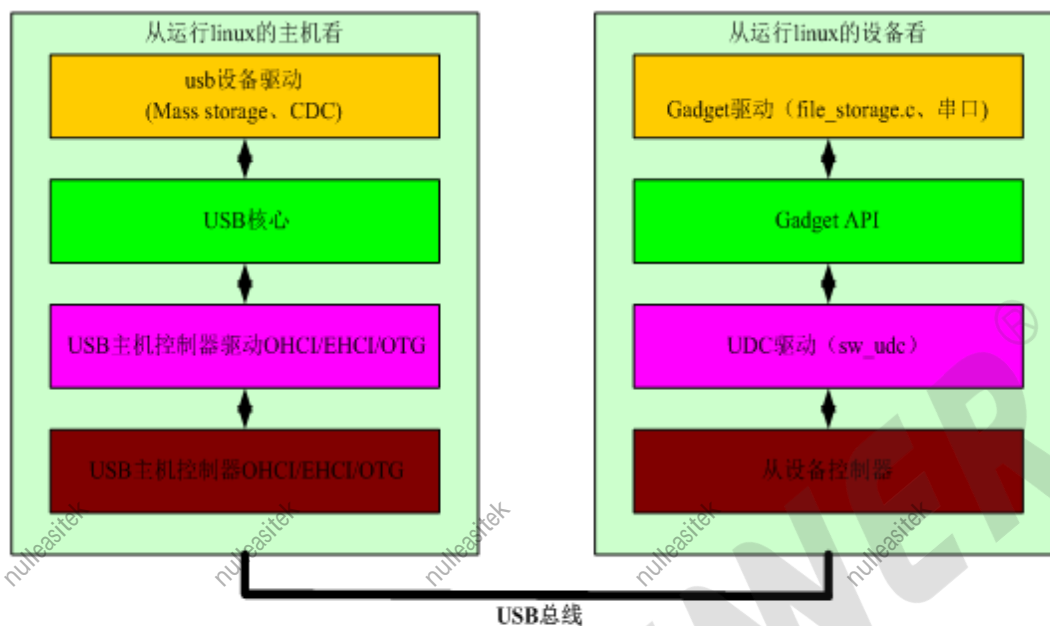 从运行linux的主机看
usb设备驱动
(Mass storage、CDC)
USB核心
USB主机控制器驱动OHCI/EHCI/OTG
USB主机控制器OHCI/EHCI/OTG
从运行linux的设备看
Gadget驱动（file_storage.c、串口)
Gadget API
UDC驱动（sw_udc）
从设备控制器
USB总线
nulleasitek
nulleasitek
nulleasitek
nulleasitek
nulleasitek
®